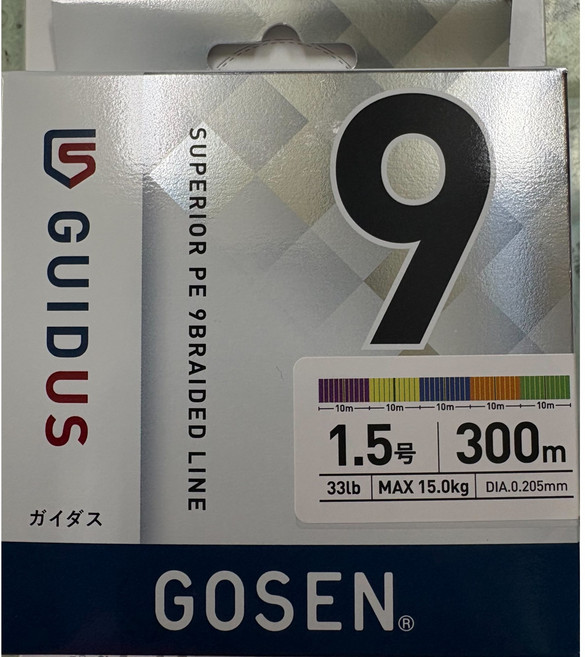 GUIDUS
ガイダス
SUPERIOR PE 9BRAIDED LINE
9
10m 10m 10m 10m 10m
1.5号 300m
33lb MAX 15.0kg DIA.0.205mm
GOSEN®